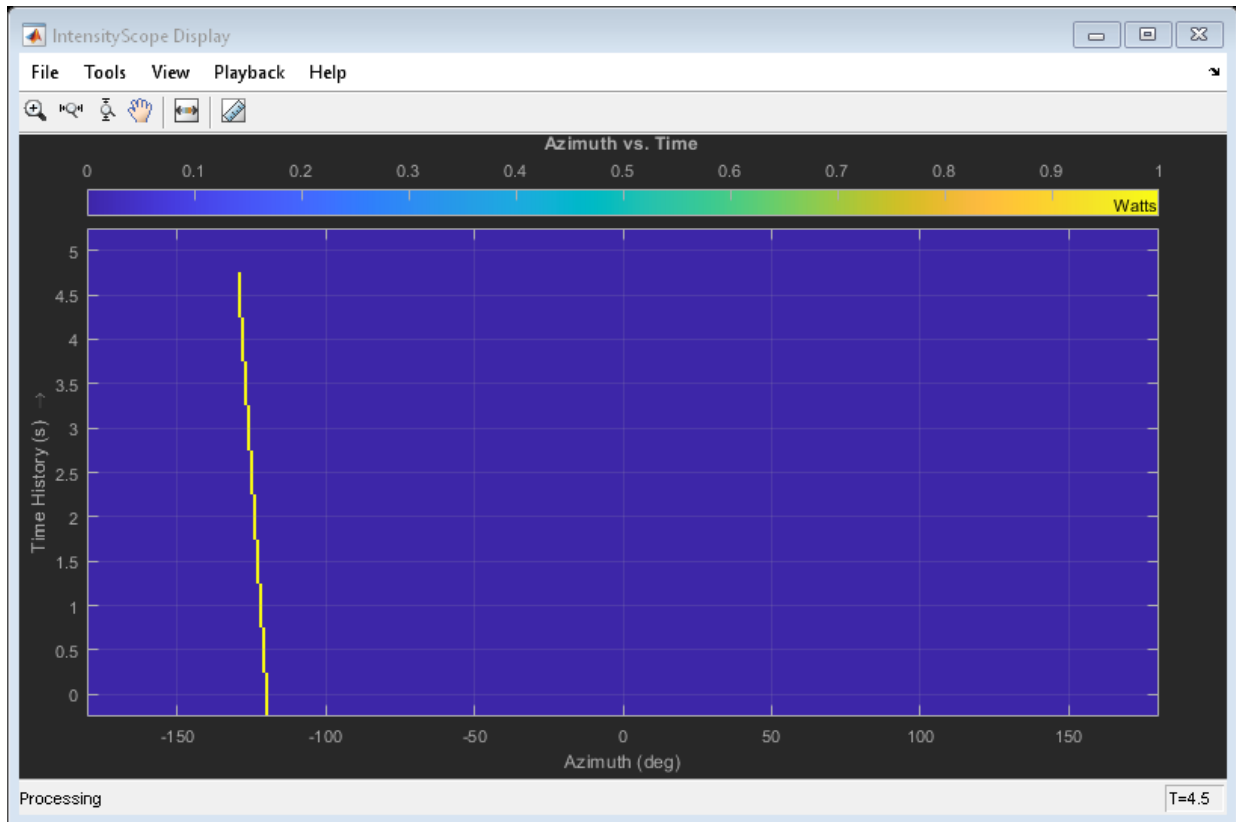 IntensityScope Display
File Tools View Playback Help
Azimuth vs. Time
0 0.1 0.2 0.3 0.4 0.5 0.6 0.7 0.8 0.9 1
Watts
5
4.5
4
3.5
3
2.5
2
1.5
1
0.5
0
Time History (s) →
-150 -100 -50 0 50 100 150
Azimuth (deg)
Processing T=4.5